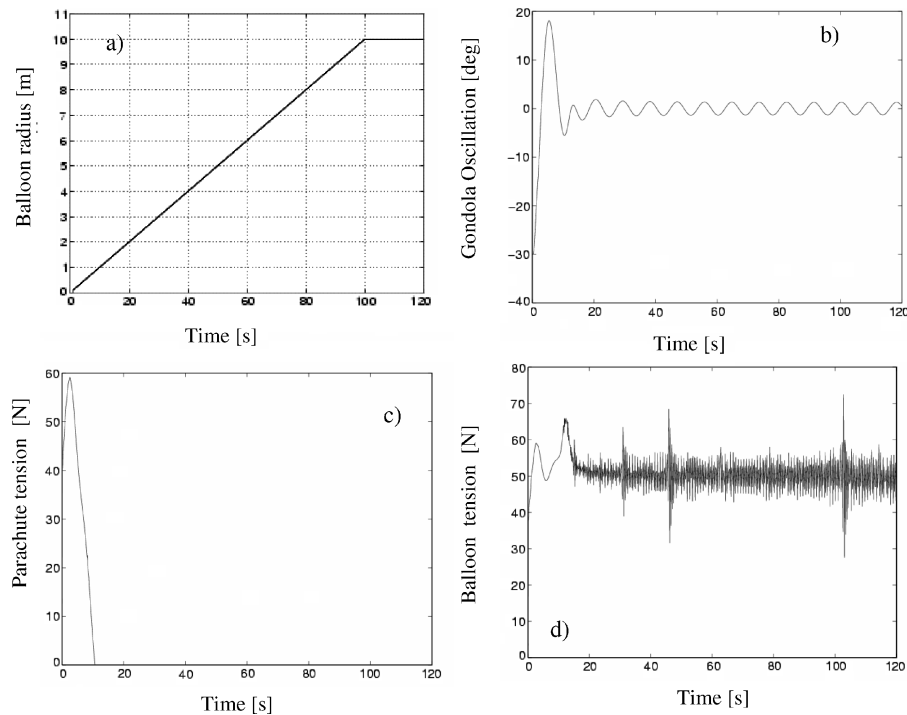 a)
Balloon radius [m]
11
10
9
8
7
6
5
4
3
2
1
0
0 20 40 60 80 100 120
Time [s]
b)
Gondola Oscillation [deg]
20
10
0
−10
−20
−30
−40
0 20 40 60 80 100 120
Time [s]
c)
Parachute tension [N]
60
50
40
30
20
10
0
0 20 40 60 80 100 120
Time [s]
d)
Balloon tension [N]
80
70
60
50
40
30
20
10
0
0 20 40 60 80 100 120
Time [s]